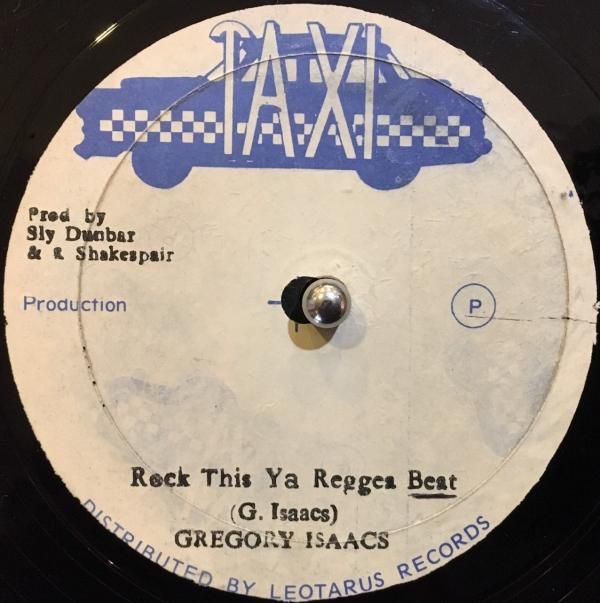 TAXI
Prod by
Sly Dunbar
& R Shakespair
Production
P
Rock This Ya Reggea Beat
(G. Isaacs)
GREGORY ISAACS
DISTRIBUTED BY LEOTARUS RECORDS